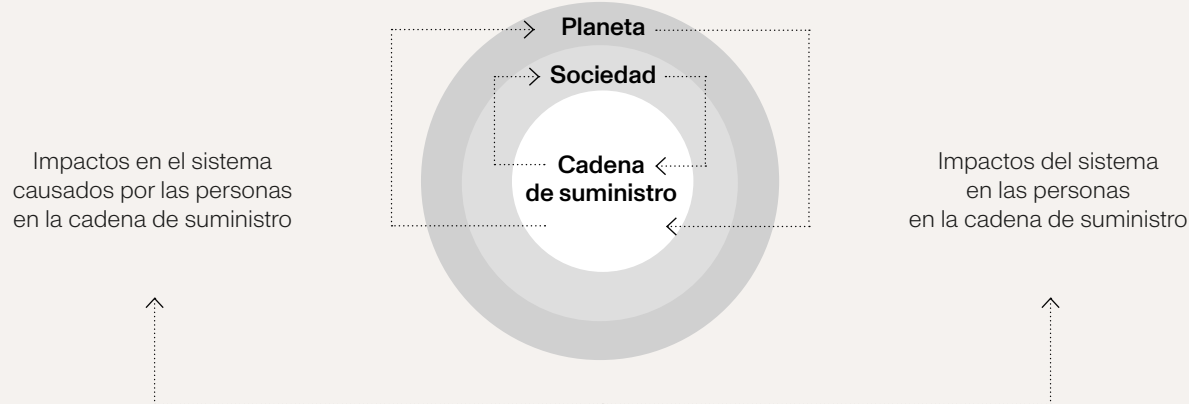 Planeta
Sociedad
Cadena
de suministro
Impactos en el sistema
causados por las personas
en la cadena de suministro
Impactos del sistema
en las personas
en la cadena de suministro